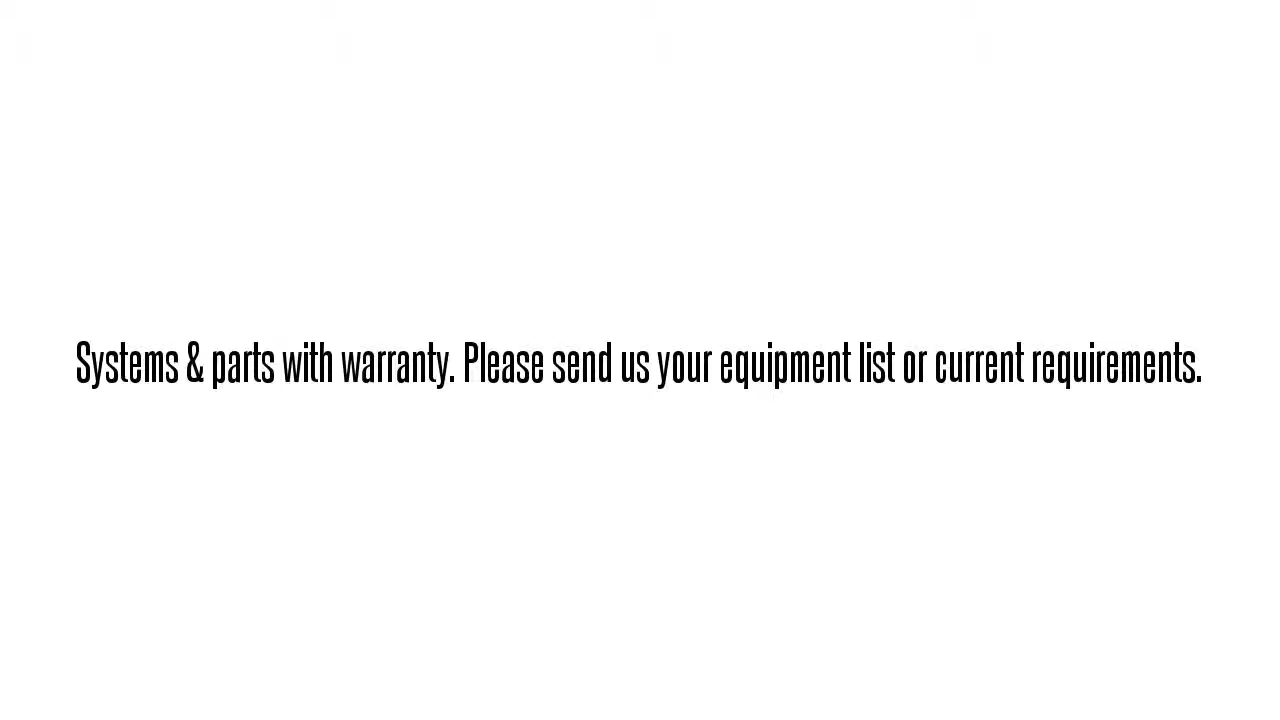 Systems & parts with warranty. Please send us your equipment list or current requirements.